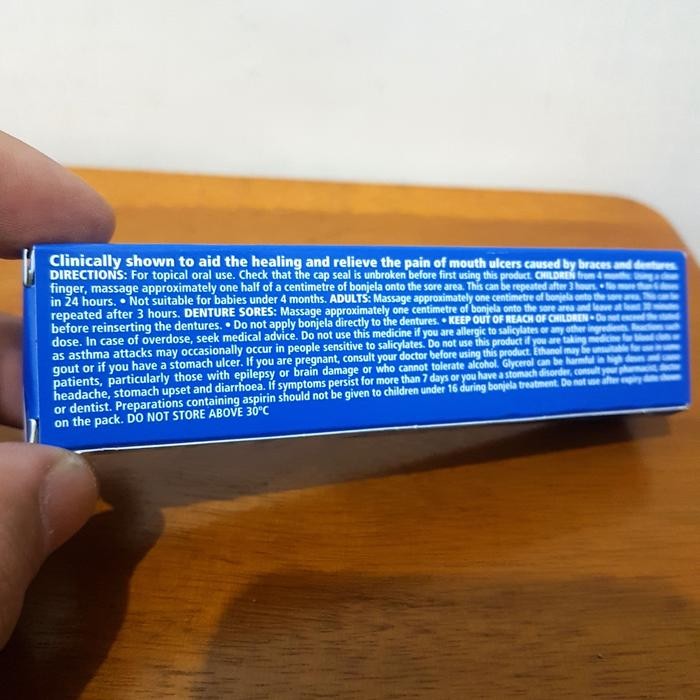 Clinically shown to aid the healing and relieve the pain of mouth ulcers caused by braces and dentures.
DIRECTIONS: For topical oral use. Check that the cap seal is unbroken before first using this product. CHILDREN from 4 months: Using a clean
finger, massage approximately one half of a centimetre of bonjela onto the sore area. This can be repeated after 3 hours. • No more than 6 doses
in 24 hours. • Not suitable for babies under 4 months. ADULTS: Massage approximately one centimetre of bonjela onto the sore area. This can be
repeated after 3 hours. DENTURE SORES: Massage approximately one centimetre of bonjela onto the sore area and leave at least 30 minutes
before reinserting the dentures. • Do not apply bonjela directly to the dentures. • KEEP OUT OF REACH OF CHILDREN • Do not exceed the stated
dose. In case of overdose, seek medical advice. Do not use this medicine if you are allergic to salicylates or any other ingredients. Reactions such
as asthma attacks may occasionally occur in people sensitive to salicylates. Do not use this product if you are taking medicine for blood clots or
gout or if you have a stomach ulcer. If you are pregnant, consult your doctor before using this product. Ethanol may be unsuitable for use in some
patients, particularly those with epilepsy or brain damage or who cannot tolerate alcohol. Glycerol can be harmful in high doses and cause
headache, stomach upset and diarrhoea. If symptoms persist for more than 7 days or you have a stomach disorder, consult your pharmacist, doctor
or dentist. Preparations containing aspirin should not be given to children under 16 during bonjela treatment. Do not use after expiry date shown
on the pack. DO NOT STORE ABOVE 30°C